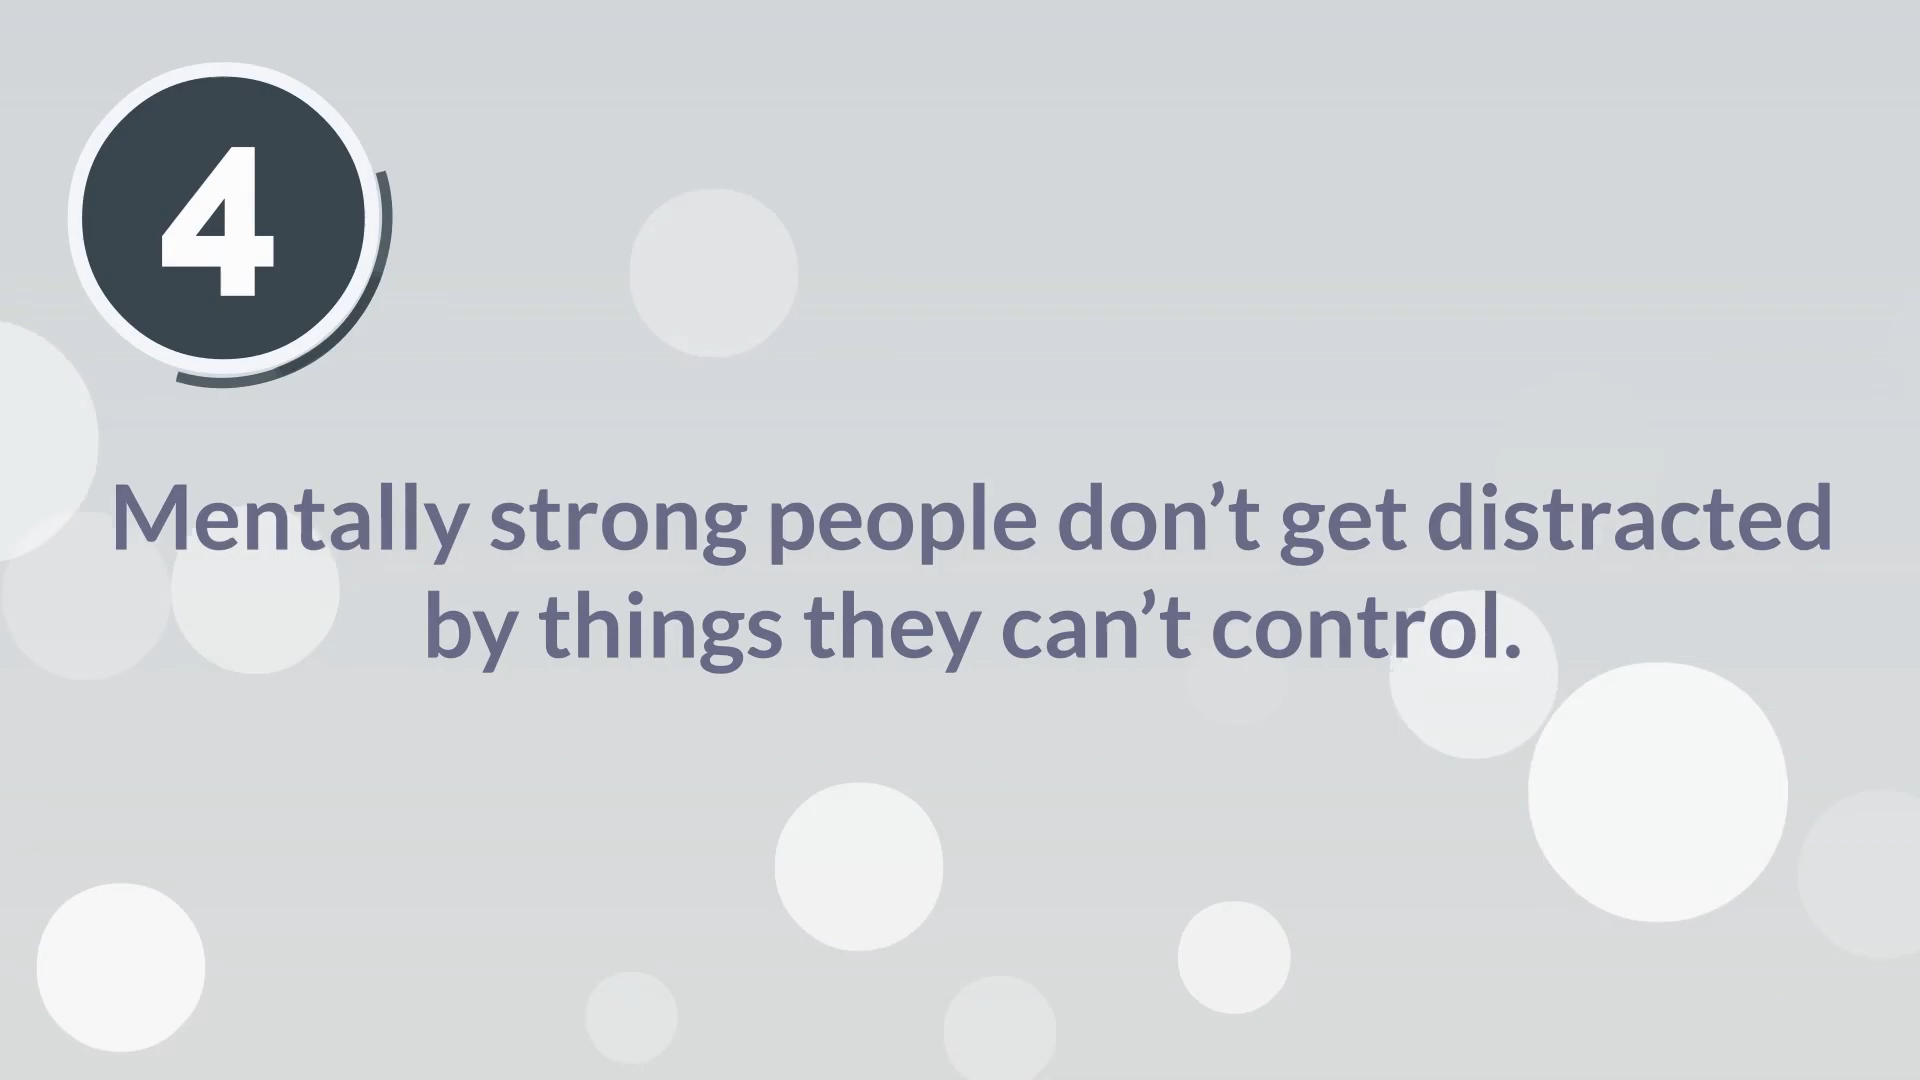 4
Mentally strong people don’t get distracted
by things they can’t control.